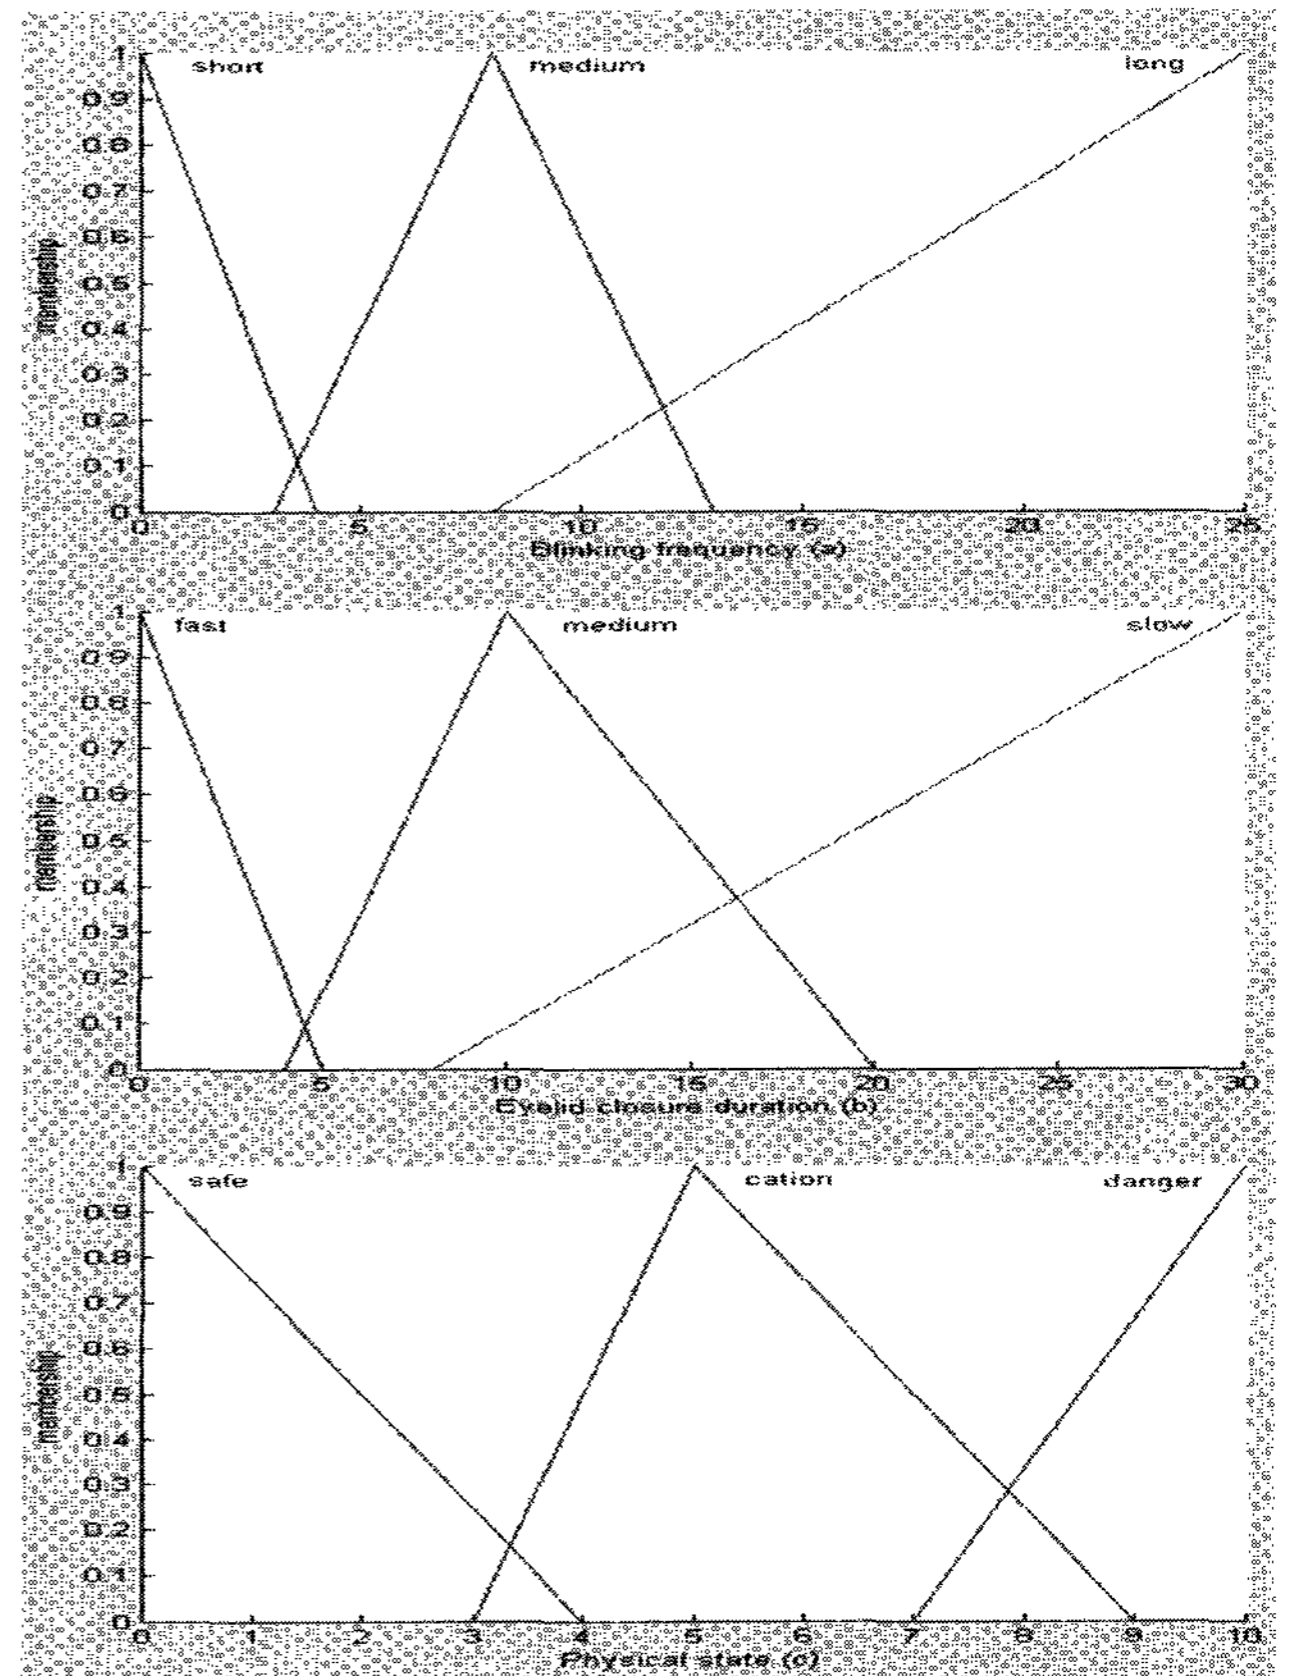 short medium long
1
0.9
0.8
0.7
0.6
0.5
0.4
0.3
0.2
0.1
0
membership
0 5 10 15 20 25
Blinking frequency (a)
fast medium slow
1
0.9
0.8
0.7
0.6
0.5
0.4
0.3
0.2
0.1
0
membership
0 5 10 15 20 25 30
Eyelid closure duration (b)
safe cation danger
1
0.9
0.8
0.7
0.6
0.5
0.4
0.3
0.2
0.1
0
membership
0 1 2 3 4 5 6 7 8 9 10
Physical state (c)